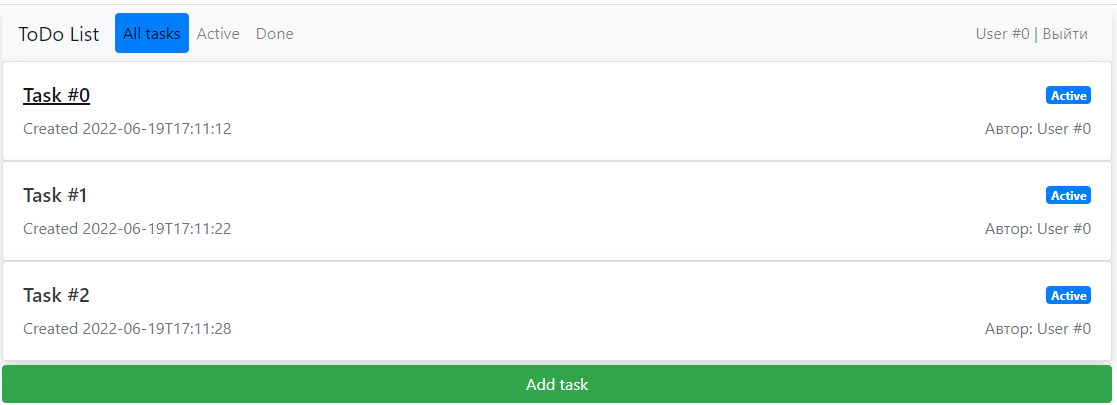 ToDo List All tasks Active Done User #0 | Выйти
Task #0 Active
Created 2022-06-19T17:11:12 Автор: User #0
Task #1 Active
Created 2022-06-19T17:11:22 Автор: User #0
Task #2 Active
Created 2022-06-19T17:11:28 Автор: User #0
Add task